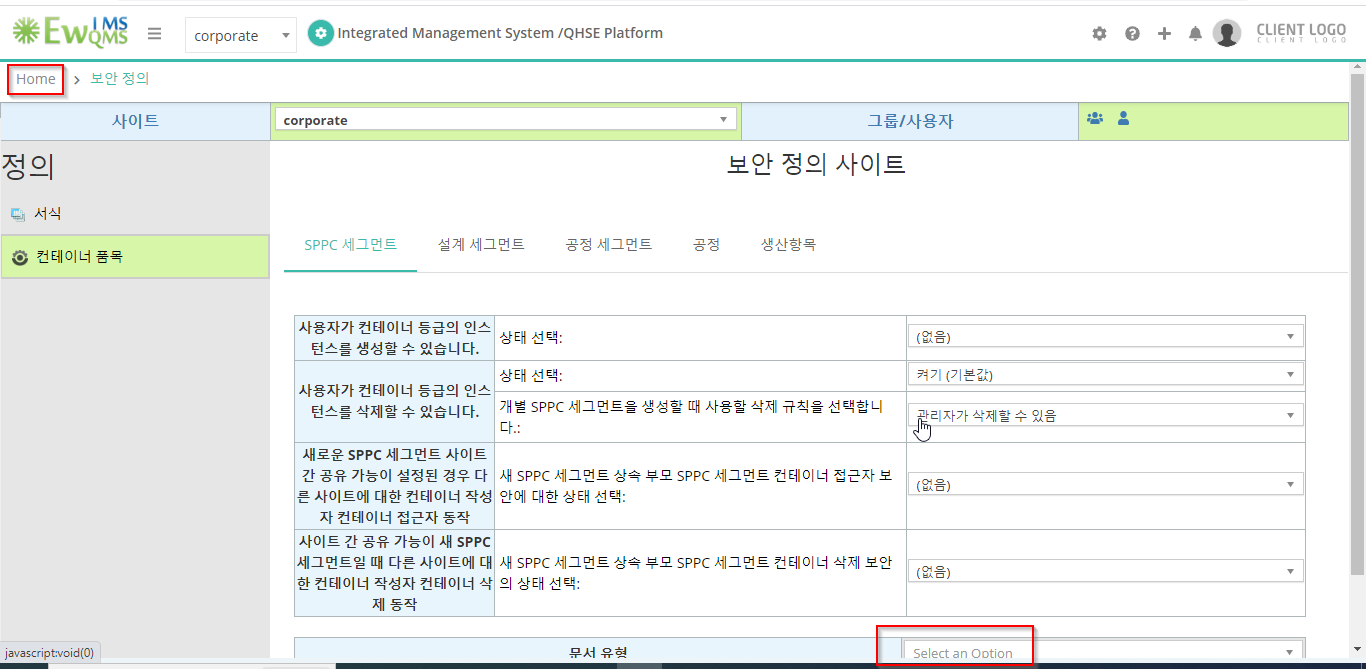 EwQMS IMS
corporate
Integrated Management System /QHSE Platform
CLIENT LOGO
CLIENT LOGO
Home > 보안 정의
사이트
corporate
그룹/사용자
정의
서식
컨테이너 품목
보안 정의 사이트
SPPC 세그먼트
설계 세그먼트
공정 세그먼트
공정
생산항목
사용자가 컨테이너 등급의 인스
턴스를 생성할 수 있습니다.
상태 선택:
(없음)
사용자가 컨테이너 등급의 인스
턴스를 삭제할 수 있습니다.
상태 선택:
켜기 (기본값)
개별 SPPC 세그먼트을 생성할 때 사용할 삭제 규칙을 선택합니
다.:
관리자가 삭제할 수 있음
새로운 SPPC 세그먼트 사이트
간 공유 가능이 설정된 경우 다
른 사이트에 대한 컨테이너 작성
자 컨테이너 접근자 동작
새 SPPC 세그먼트 상속 부모 SPPC 세그먼트 컨테이너 접근자 보
안에 대한 상태 선택:
(없음)
사이트 간 공유 가능이 새 SPPC
세그먼트일 때 다른 사이트에 대
한 컨테이너 작성자 컨테이너 삭
제 동작
새 SPPC 세그먼트 상속 부모 SPPC 세그먼트 컨테이너 삭제 보안
의 상태 선택:
(없음)
문서 유형
Select an Option
javascript:void(0)